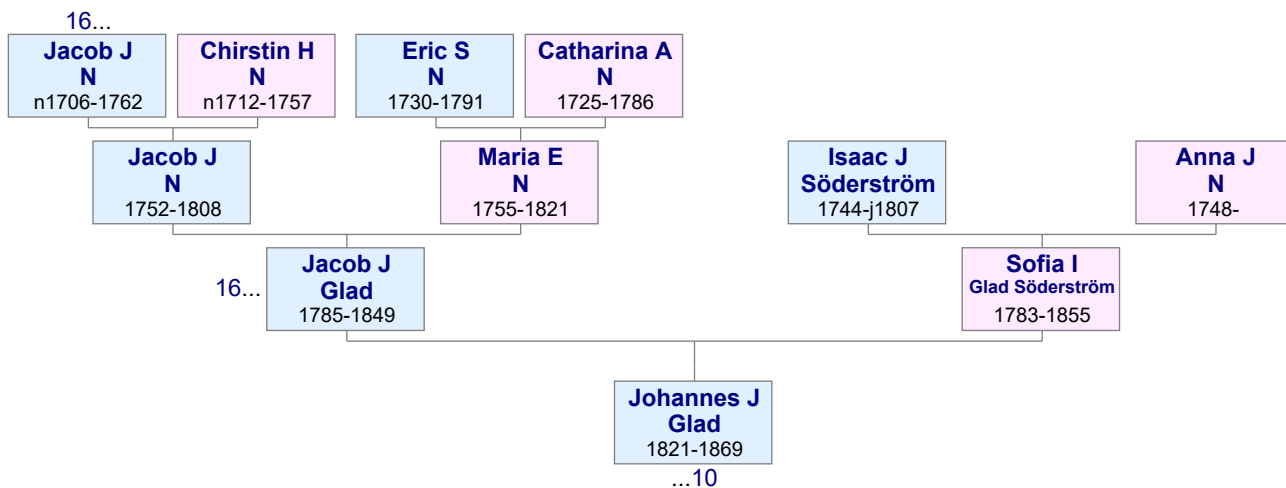 16...
Jacob J
N
n1706-1762
Chirstin H
N
n1712-1757
Eric S
N
1730-1791
Catharina A
N
1725-1786
Jacob J
N
1752-1808
Maria E
N
1755-1821
Isaac J
Söderström
1744-j1807
Anna J
N
1748-
16...
Jacob J
Glad
1785-1849
Sofia I
Glad Söderström
1783-1855
Johannes J
Glad
1821-1869
...10